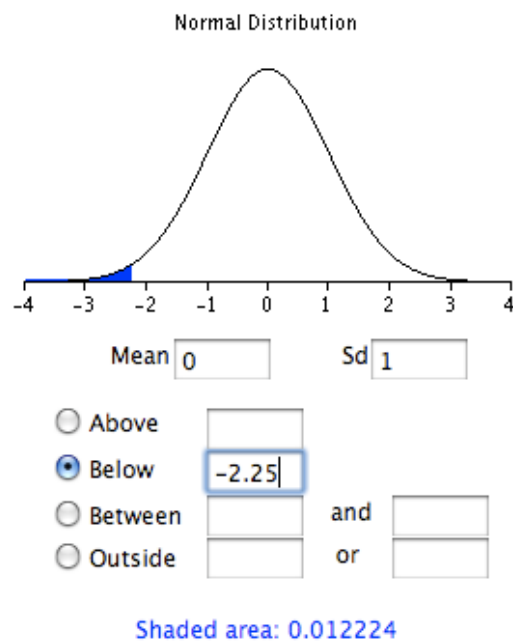 Normal Distribution
-4 -3 -2 -1 0 1 2 3 4
Mean 0 Sd 1
Above
Below -2.25
Between and
Outside or
Shaded area: 0.012224